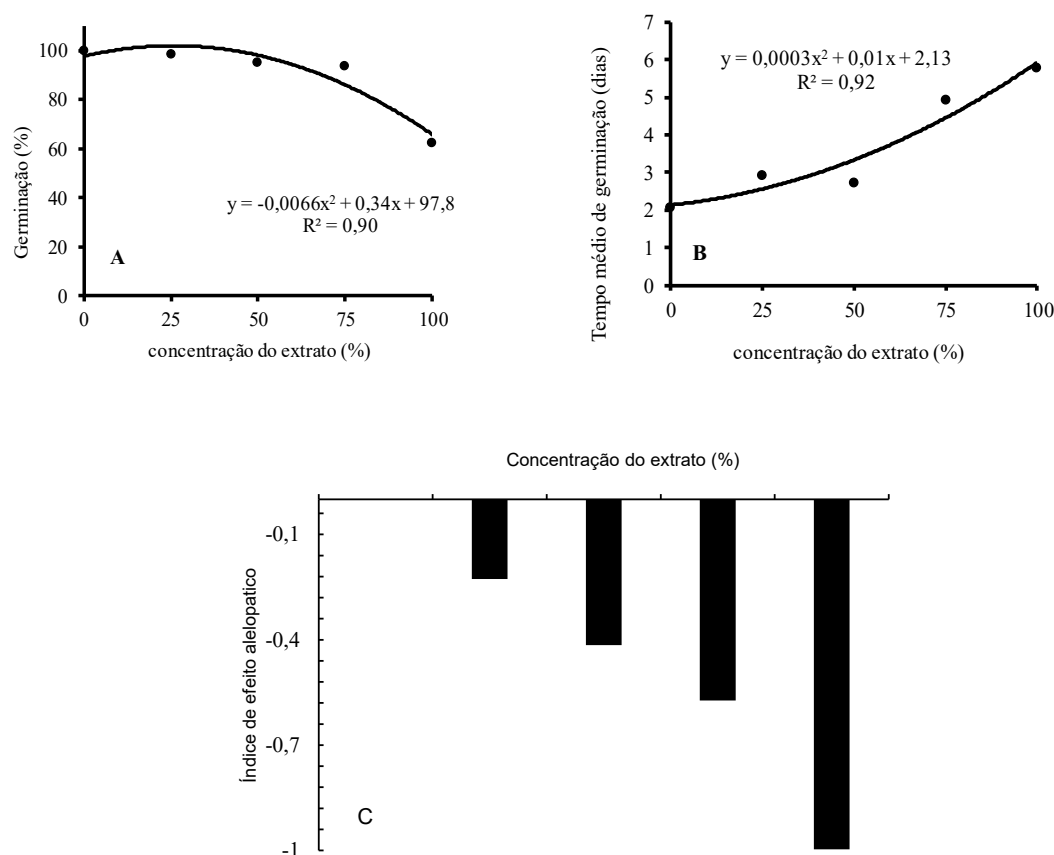 Germinação (%)
100
80
60
40
20
0
y = -0,0066x² + 0,34x + 97,8
R² = 0,90
A
0 25 50 75 100
concentração do extrato (%)
Tempo médio de germinação (dias)
7
6
5
4
3
2
1
0
y = 0,0003x² + 0,01x + 2,13
R² = 0,92
B
0 25 50 75 100
concentração do extrato (%)
Concentração do extrato (%)
Índice de efeito alelopatico
-0,1
-0,4
-0,7
-1
C